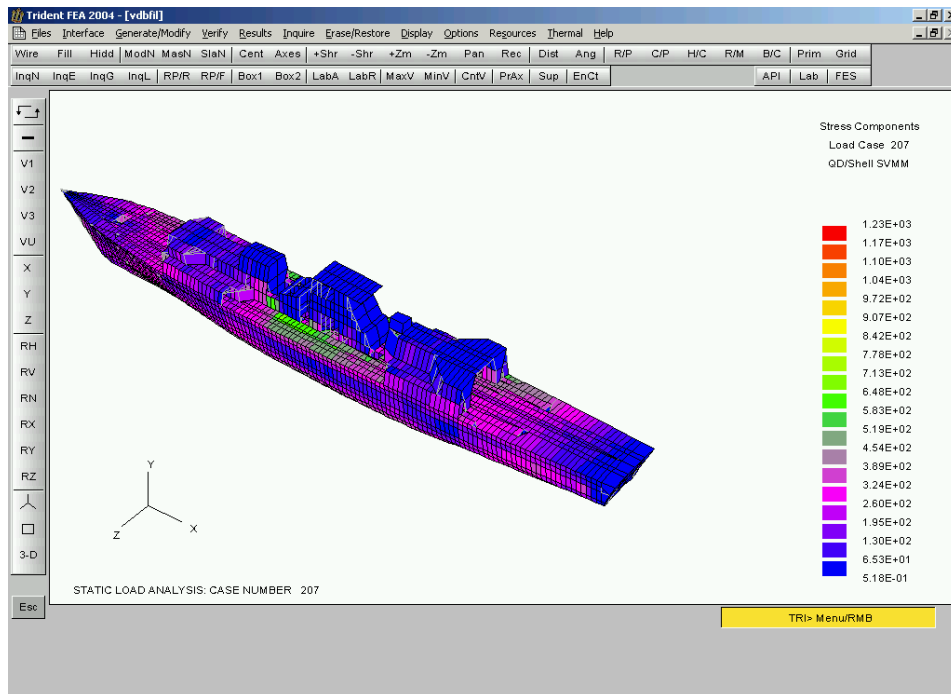 Trident FEA 2004 - [vdbfil]
Files Interface Generate/Modify Verify Results Inquire Erase/Restore Display Options Resources Thermal Help
Wire Fill Hidd ModN MasN SlaN Cent Axes +Shr -Shr +Zm -Zm Pan Rec Dist Ang R/P C/P H/C R/M B/C Prim Grid
InqN InqE InqG InqL RP/R RP/F Box1 Box2 LabA LabR MaxV MinV CntV PrAx Sup EnCt API Lab FES
V1
V2
V3
VU
X
Y
Z
RH
RV
RN
RX
RY
RZ
3-D
Esc
Stress Components
Load Case 207
QD/Shell SVMM
1.23E+03
1.17E+03
1.10E+03
1.04E+03
9.72E+02
9.07E+02
8.42E+02
7.78E+02
7.13E+02
6.48E+02
5.83E+02
5.19E+02
4.54E+02
3.89E+02
3.24E+02
2.60E+02
1.95E+02
1.30E+02
6.53E+01
5.18E-01
Y
X
Z
STATIC LOAD ANALYSIS: CASE NUMBER 207
TRI> Menu/RMB